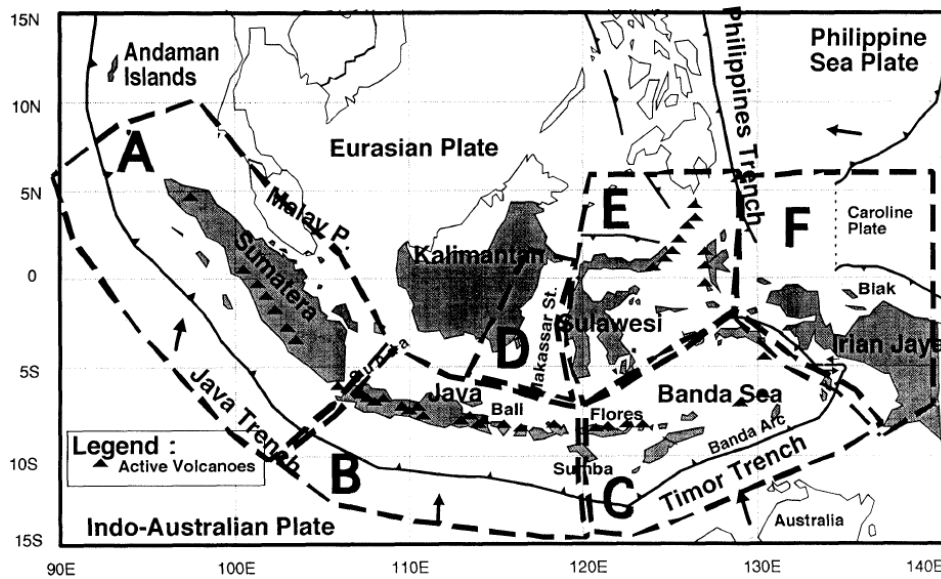 15N
10N
5N
0
5S
10S
15S
Andaman
Islands
Philippines Trench
Philippine
Sea Plate
Eurasian Plate
A
Malay P.
E
F
Caroline
Plate
Sumatera
Kalimantan
Biak
D
Makassar St.
Sulawesi
Irian Jaya
Java Trench
Java
Bali
Flores
Banda Sea
Banda Arc
Legend :
Active Volcanoes
B
Sumba
C
Timor Trench
Indo-Australian Plate
Australia
90E
100E
110E
120E
130E
140E